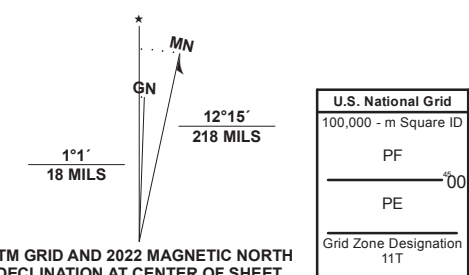 ★
MN
GN
12°15´
218 MILS
1°1´
18 MILS
TM GRID AND 2022 MAGNETIC NORTH
DECLINATION AT CENTER OF SHEET
U.S. National Grid
100,000 - m Square ID
PF
4500
PE
Grid Zone Designation
11T